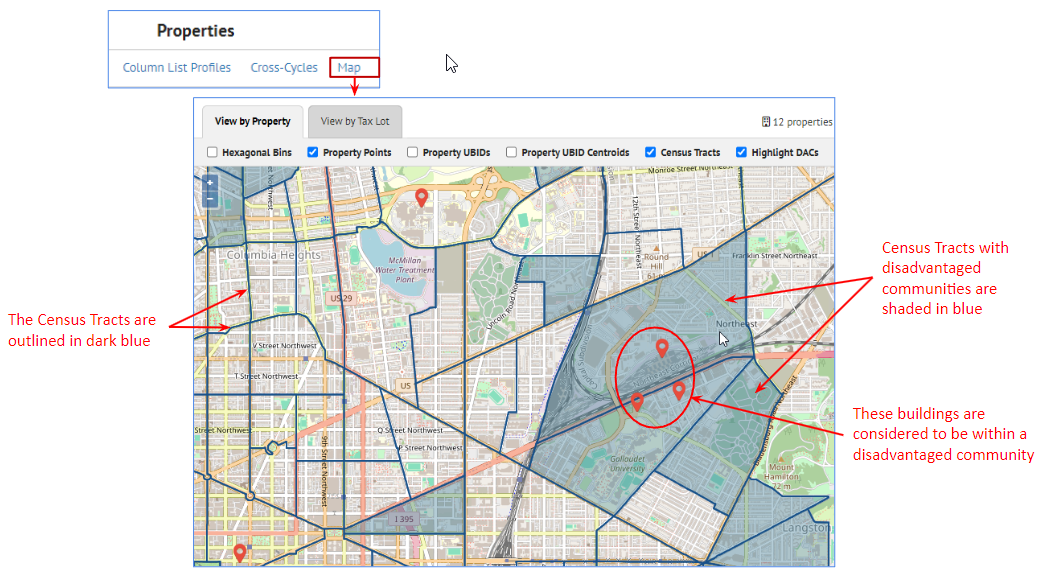 Properties
Column List Profiles Cross-Cycles Map
View by Property View by Tax Lot 12 properties
Hexagonal Bins Property Points Property UBIDs Property UBID Centroids Census Tracts Highlight DACs
+
−
Monroe Street Northeast
12th Street Northeast
Columbia Heights
McMillan
Water Treatment
Plant
US 29
Lincoln Road
Round
Hill
US 1
Franklin Street Northeast
Census Tracts with
disadvantaged
communities are
shaded in blue
The Census Tracts are
outlined in dark blue
V Street Northwest
T Street Northwest
US
Northeast
These buildings are
considered to be within a
disadvantaged community
Street Northwest
Q Street Northwest
P Street Northwest
9th Street Northwest
Gallaudet
University
Mount
Hamilton
72 m
I 395
Langston